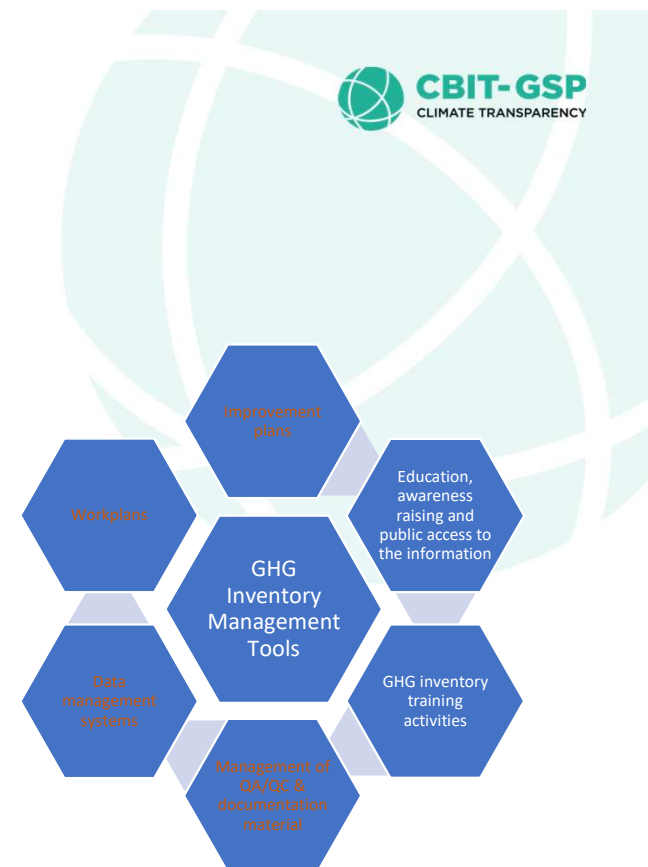 CBIT-GSP
CLIMATE TRANSPARENCY
Improvement
plans
Education,
awareness
raising and
public access to
the information
Workplans
GHG
Inventory
Management
Tools
Data
management
systems
GHG inventory
training
activities
Management of
QA/QC &
documentation
material